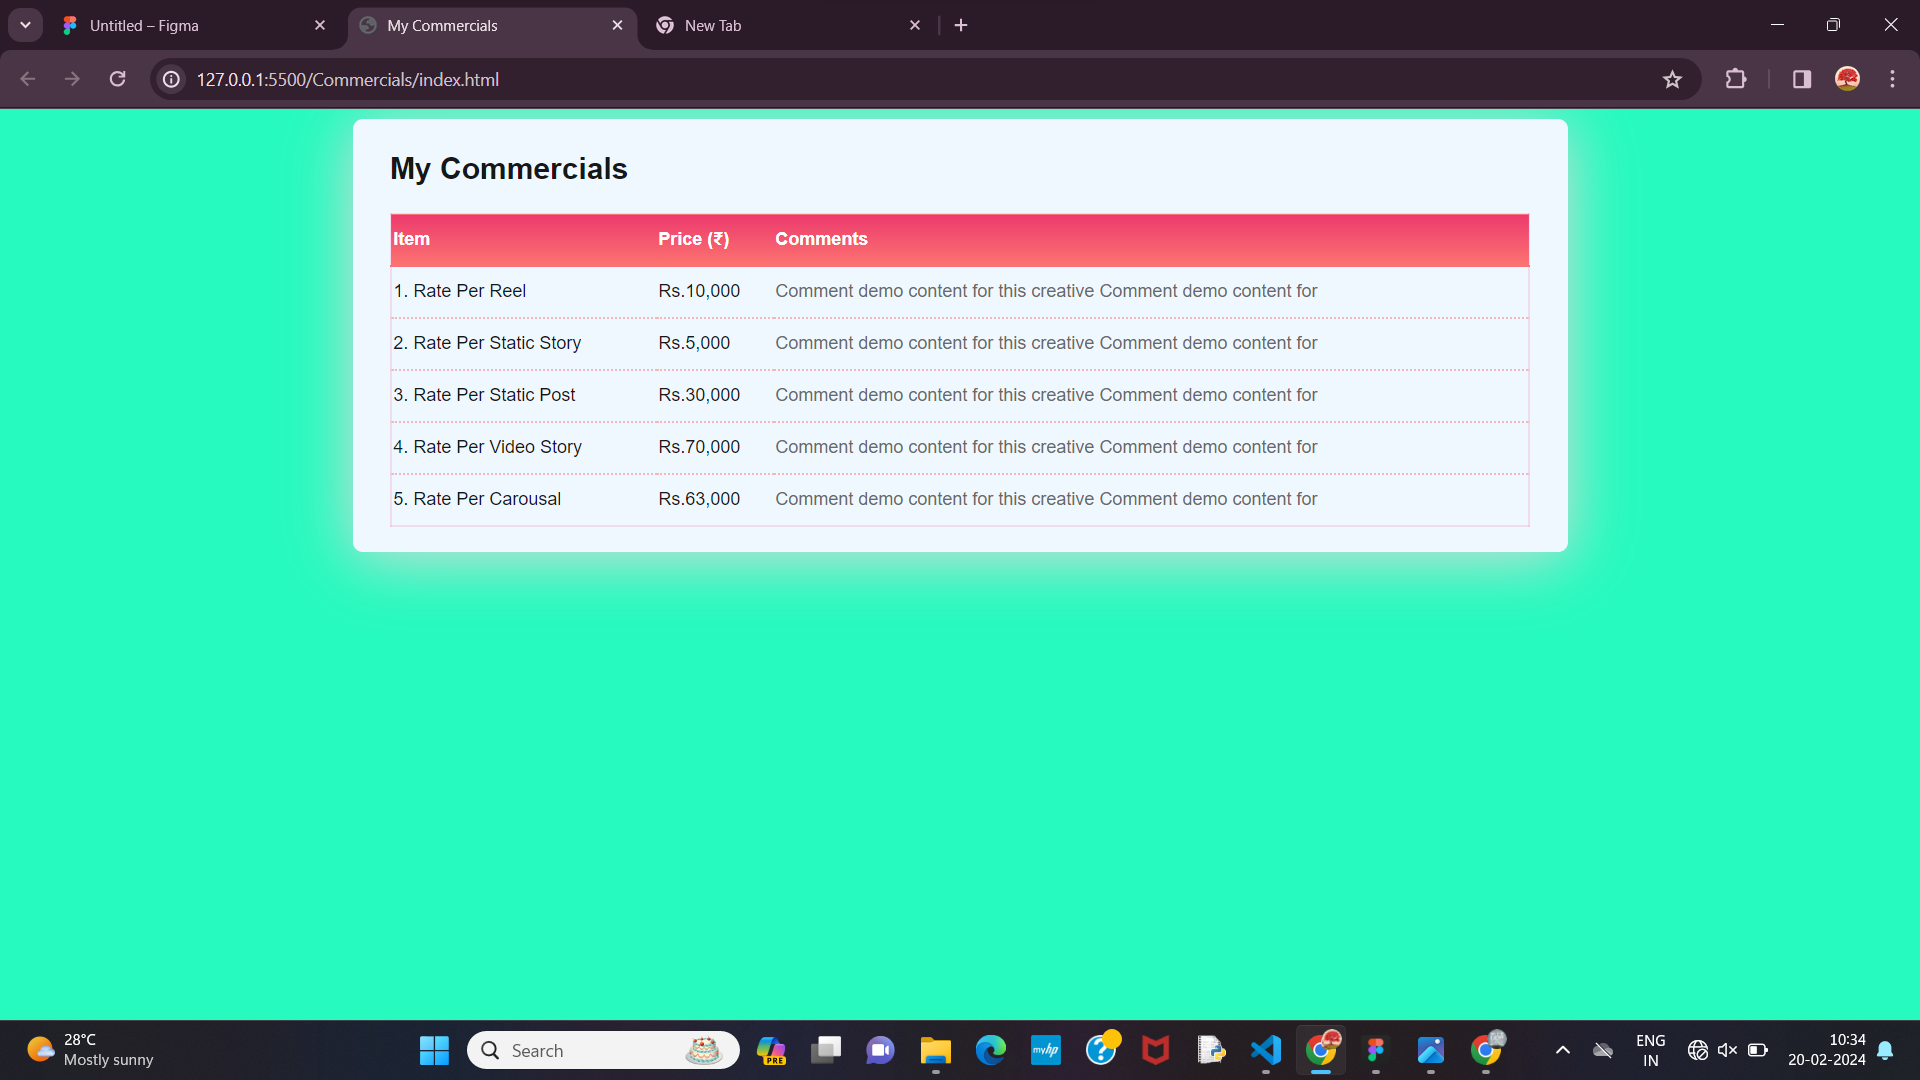 Untitled – Figma
My Commercials
New Tab
127.0.0.1:5500/Commercials/index.html
My Commercials
Item Price (₹) Comments
1. Rate Per Reel Rs.10,000 Comment demo content for this creative Comment demo content for
2. Rate Per Static Story Rs.5,000 Comment demo content for this creative Comment demo content for
3. Rate Per Static Post Rs.30,000 Comment demo content for this creative Comment demo content for
4. Rate Per Video Story Rs.70,000 Comment demo content for this creative Comment demo content for
5. Rate Per Carousal Rs.63,000 Comment demo content for this creative Comment demo content for
28°C
Mostly sunny
Search
PRE
myhp
ENG
IN
10:34
20-02-2024